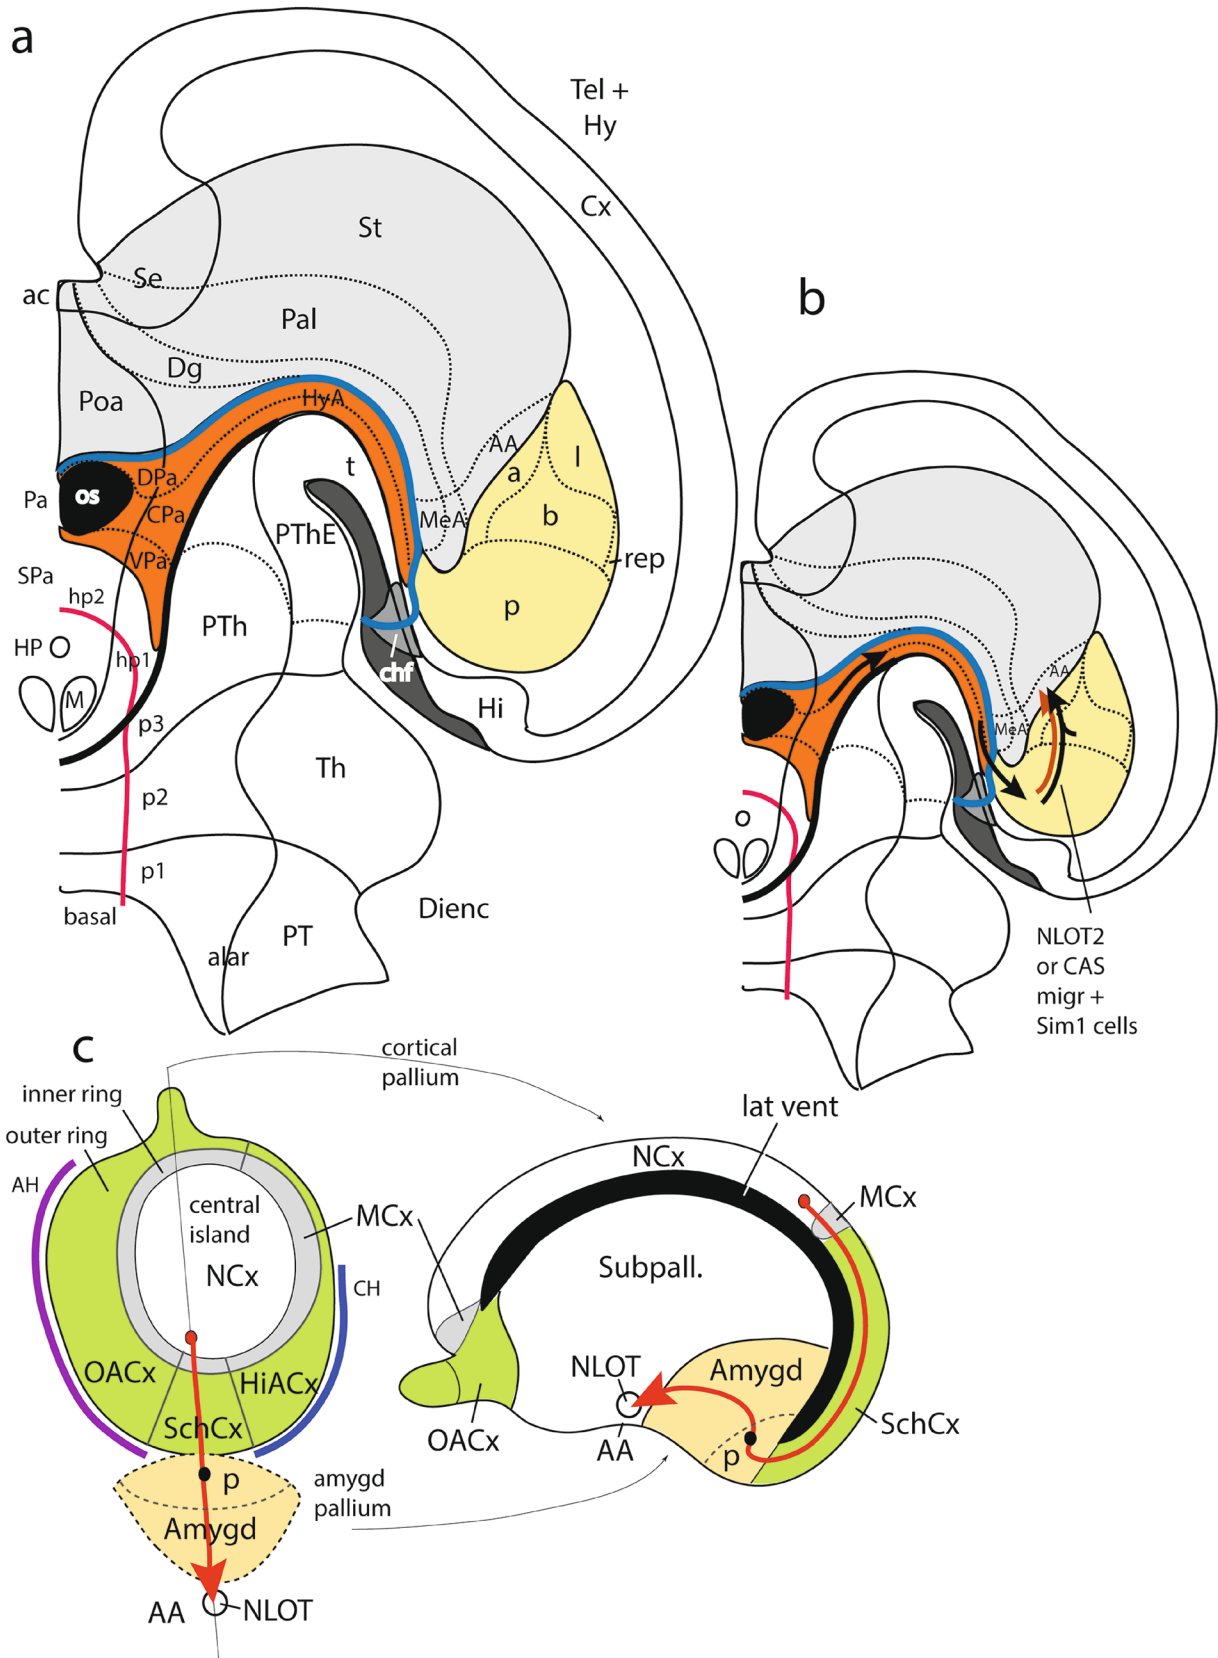 a
Tel +
Hy
Cx
St
Se
ac
Pal
Dg
Poa
HyA
AA
a
l
t
DPa
Pa
os
CPa
MeA
b
PThE
VPa
rep
SPa
hp2
p
PTh
HP
hp1
chf
M
Hi
p3
Th
p2
p1
basal
Dienc
PT
alar
b
AA
MeA
NLOT2
or CAS
migr +
Sim1 cells
c
cortical
pallium
inner ring
outer ring
lat vent
AH
NCx
central
island
MCx
MCx
NCx
Subpall.
CH
OACx
HiACx
NLOT
Amygd
SchCx
SchCx
OACx
AA
p
p
amygd
pallium
Amygd
AA
NLOT